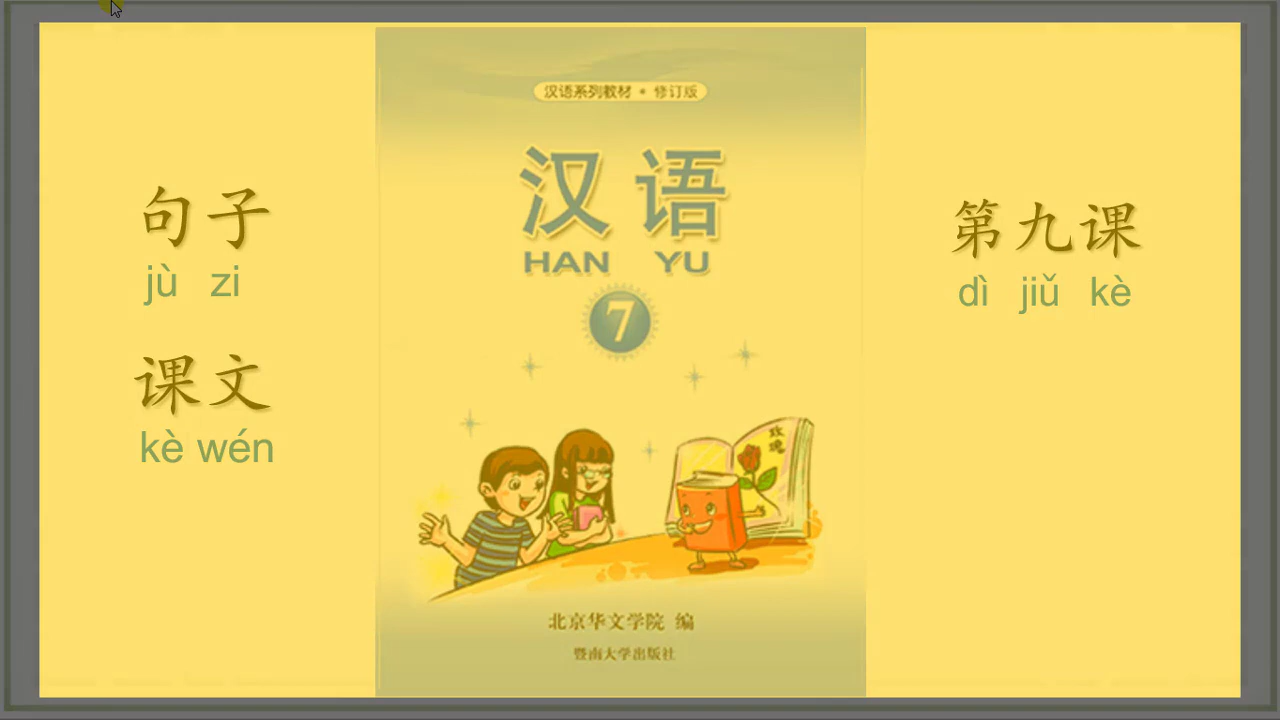 句子
jù zi
课文
kè wén
汉语系列教材 • 修订版
汉语
HAN YU
7
玫瑰
北京华文学院 编
暨南大学出版社
第九课
dì jiǔ kè